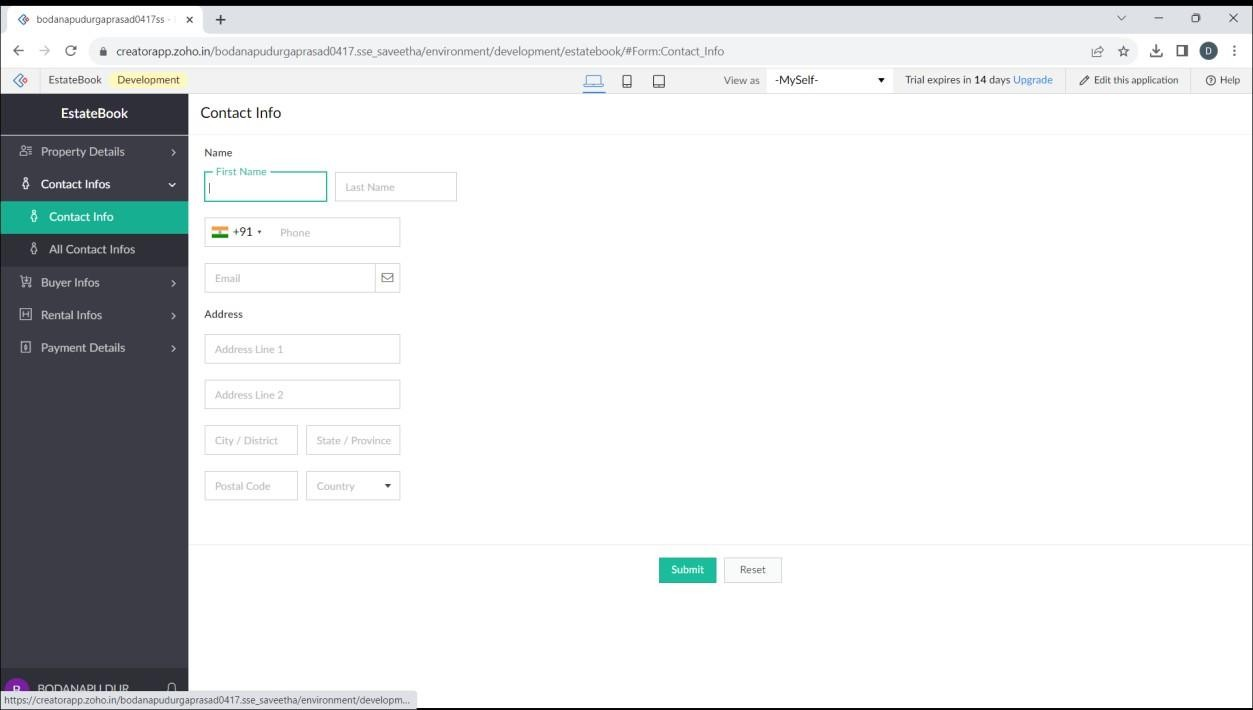 bodanapudurgaprasad0417ss -
creatorapp.zoho.in/bodanapudurgaprasad0417.sse_saveetha/environment/development/estatebook/#Form:Contact_Info
D
EstateBook Development View as -MySelf- Trial expires in 14 days Upgrade Edit this application Help
EstateBook
Contact Info
Property Details
Contact Infos
Contact Info
All Contact Infos
Buyer Infos
Rental Infos
Payment Details
Name
First Name Last Name
+91 Phone
Email
Address
Address Line 1
Address Line 2
City / District State / Province
Postal Code Country
Submit Reset
B BODANAPU DUR
https://creatorapp.zoho.in/bodanapudurgaprasad0417.sse_saveetha/environment/developm...